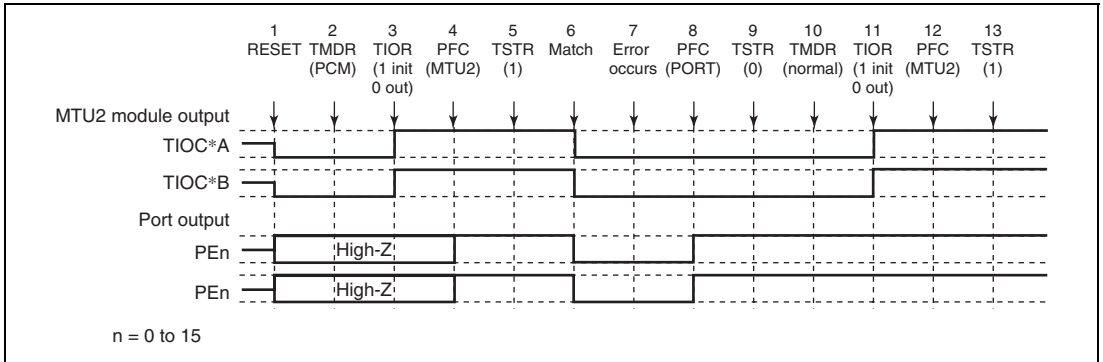 1 2 3 4 5 6 7 8 9 10 11 12 13
RESET TMDR TIOR PFC TSTR Match Error PFC TSTR TMDR TIOR PFC TSTR
(PCM) (1 init (MTU2) (1) occurs (PORT) (0) (normal) (1 init (MTU2) (1)
0 out) 0 out)
MTU2 module output
TIOC*A
TIOC*B
Port output
PEn High-Z
PEn High-Z
n = 0 to 15